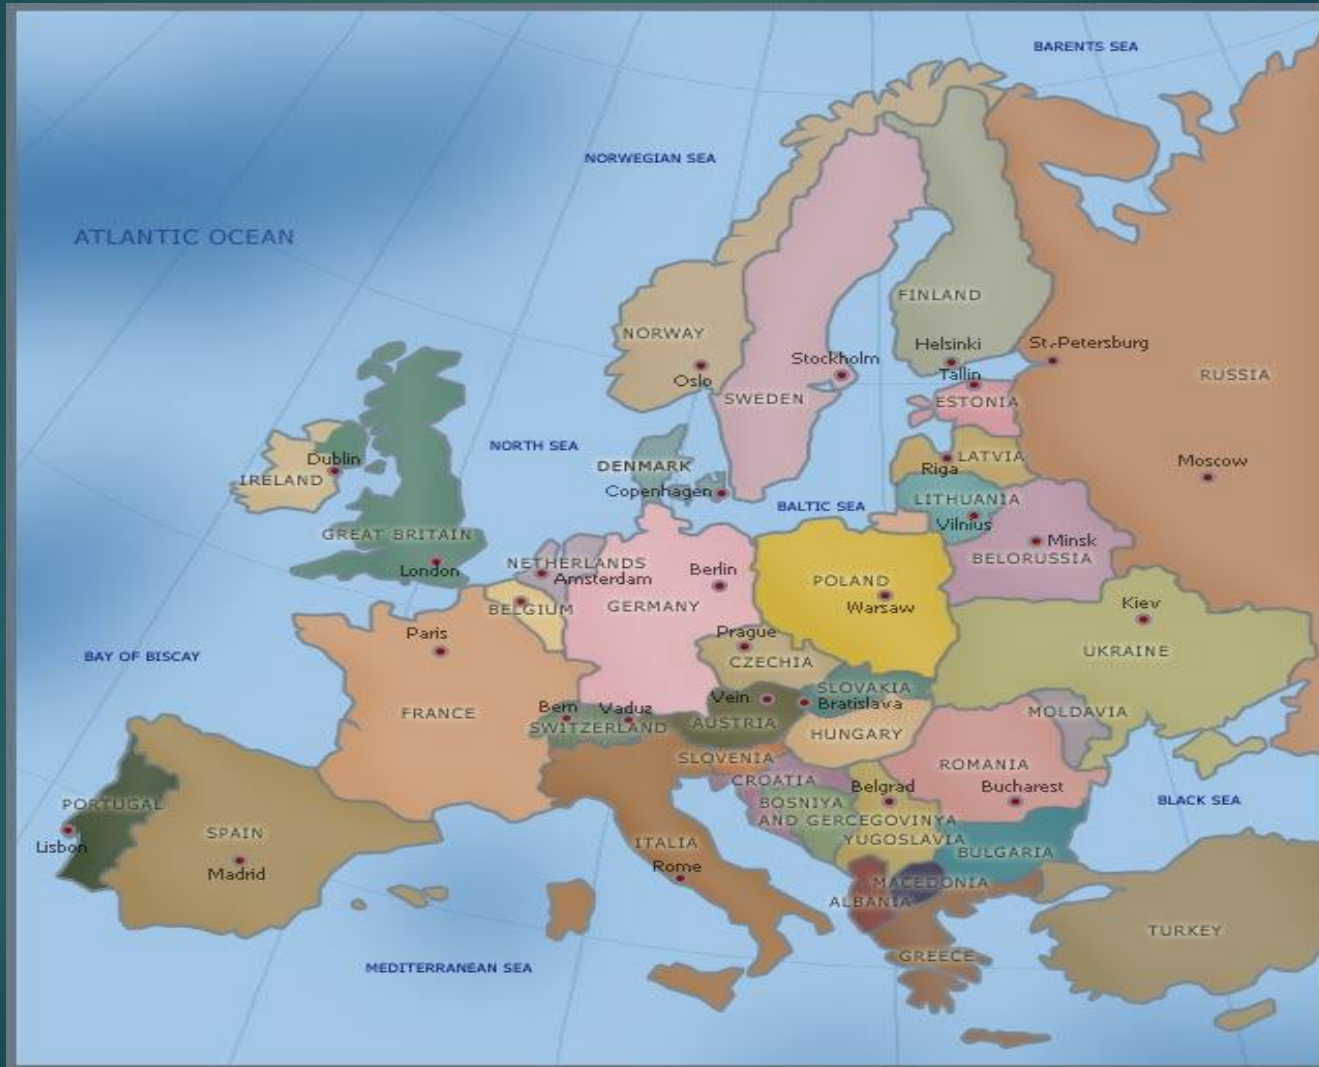 BARENTS SEA
NORWEGIAN SEA
ATLANTIC OCEAN
FINLAND
NORWAY
Helsinki
St.-Petersburg
Stockholm
Tallin
RUSSIA
Oslo
SWEDEN
ESTONIA
NORTH SEA
Dublin
LATVIA
Moscow
DENMARK
Riga
IRELAND
Copenhagen
LITHUANIA
BALTIC SEA
Vilnius
GREAT BRITAIN
Minsk
BELORUSSIA
NETHERLANDS
London
Berlin
Amsterdam
POLAND
BELGIUM
GERMANY
Warsaw
Kiev
Paris
Prague
UKRAINE
BAY OF BISCAY
CZECHIA
SLOVAKIA
Vein
Bratislava
Bern
Vaduz
FRANCE
MOLDAVIA
SWITZERLAND
AUSTRIA
HUNGARY
SLOVENIA
ROMANIA
CROATIA
Belgrad
Bucharest
BLACK SEA
PORTUGAL
BOSNIYA
AND GERCEGOVINYA
SPAIN
YUGOSLAVIA
ITALIA
Lisbon
BULGARIA
Rome
Madrid
MACEDONIA
ALBANIA
TURKEY
GREECE
MEDITERRANEAN SEA